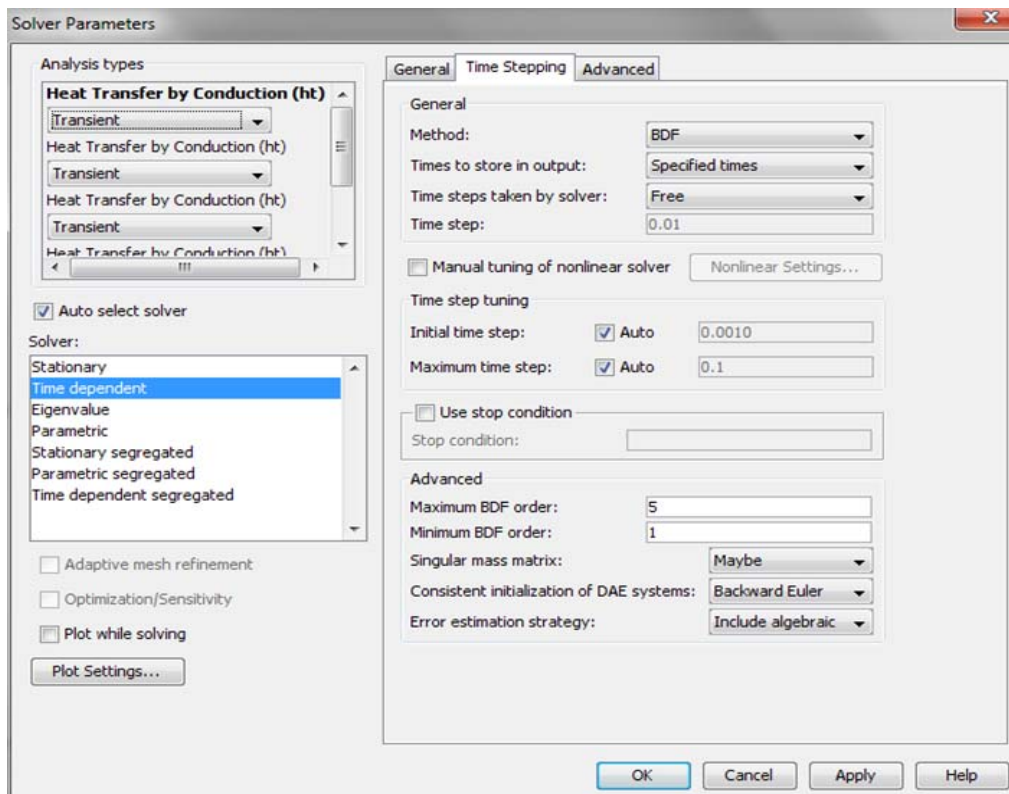 Solver Parameters
Analysis types
Heat Transfer by Conduction (ht)
Transient
Heat Transfer by Conduction (ht)
Transient
Heat Transfer by Conduction (ht)
Transient
Heat Transfer by Conduction (ht)
Auto select solver
Solver:
Stationary
Time dependent
Eigenvalue
Parametric
Stationary segregated
Parametric segregated
Time dependent segregated
Adaptive mesh refinement
Optimization/Sensitivity
Plot while solving
Plot Settings...
General Time Stepping Advanced
General
Method: BDF
Times to store in output: Specified times
Time steps taken by solver: Free
Time step: 0.01
Manual tuning of nonlinear solver Nonlinear Settings...
Time step tuning
Initial time step: Auto 0.0010
Maximum time step: Auto 0.1
Use stop condition
Stop condition:
Advanced
Maximum BDF order: 5
Minimum BDF order: 1
Singular mass matrix: Maybe
Consistent initialization of DAE systems: Backward Euler
Error estimation strategy: Include algebraic
OK Cancel Apply Help